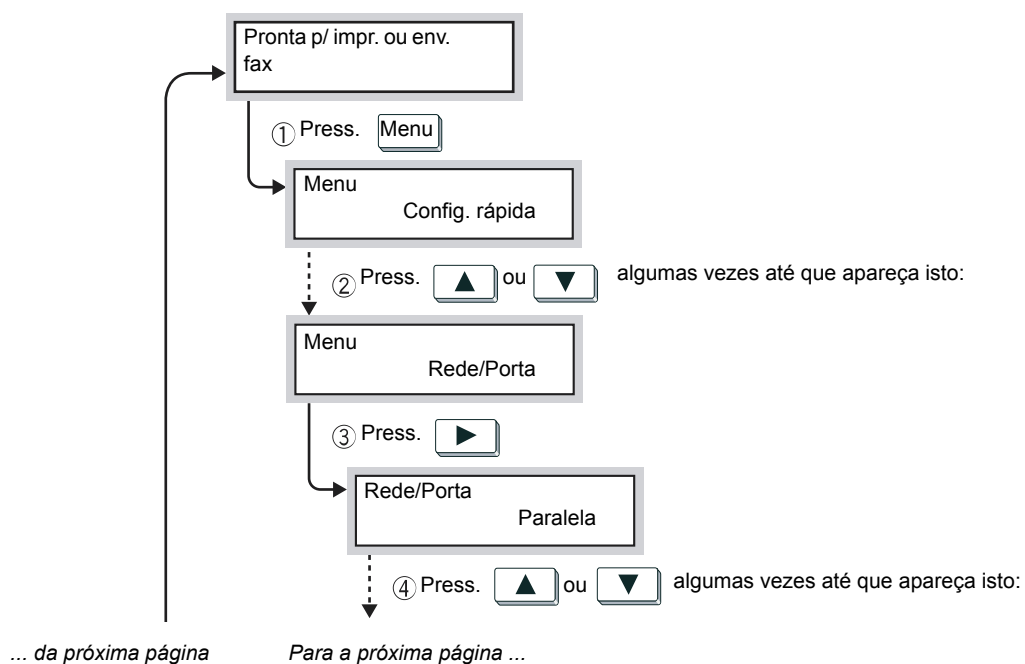 Pronta p/ impr. ou env.
fax
① Press. Menu
Menu
Config. rápida
② Press. ▲ ou ▼ algumas vezes até que apareça isto:
Menu
Rede/Porta
③ Press. ▶
Rede/Porta
Paralela
④ Press. ▲ ou ▼ algumas vezes até que apareça isto:
... da próxima página Para a próxima página ...